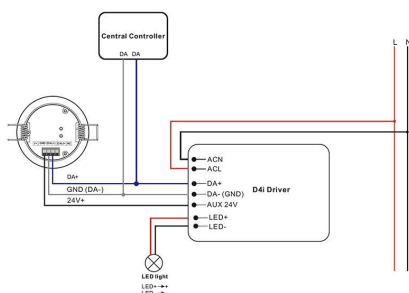 L N
Central Controller
DA DA
DA+
GND (DA-)
24V+
ACN
ACL
DA+
DA- (GND)
AUX 24V
LED+
LED-
D4i Driver
LED light
LED+→+
LED-→-